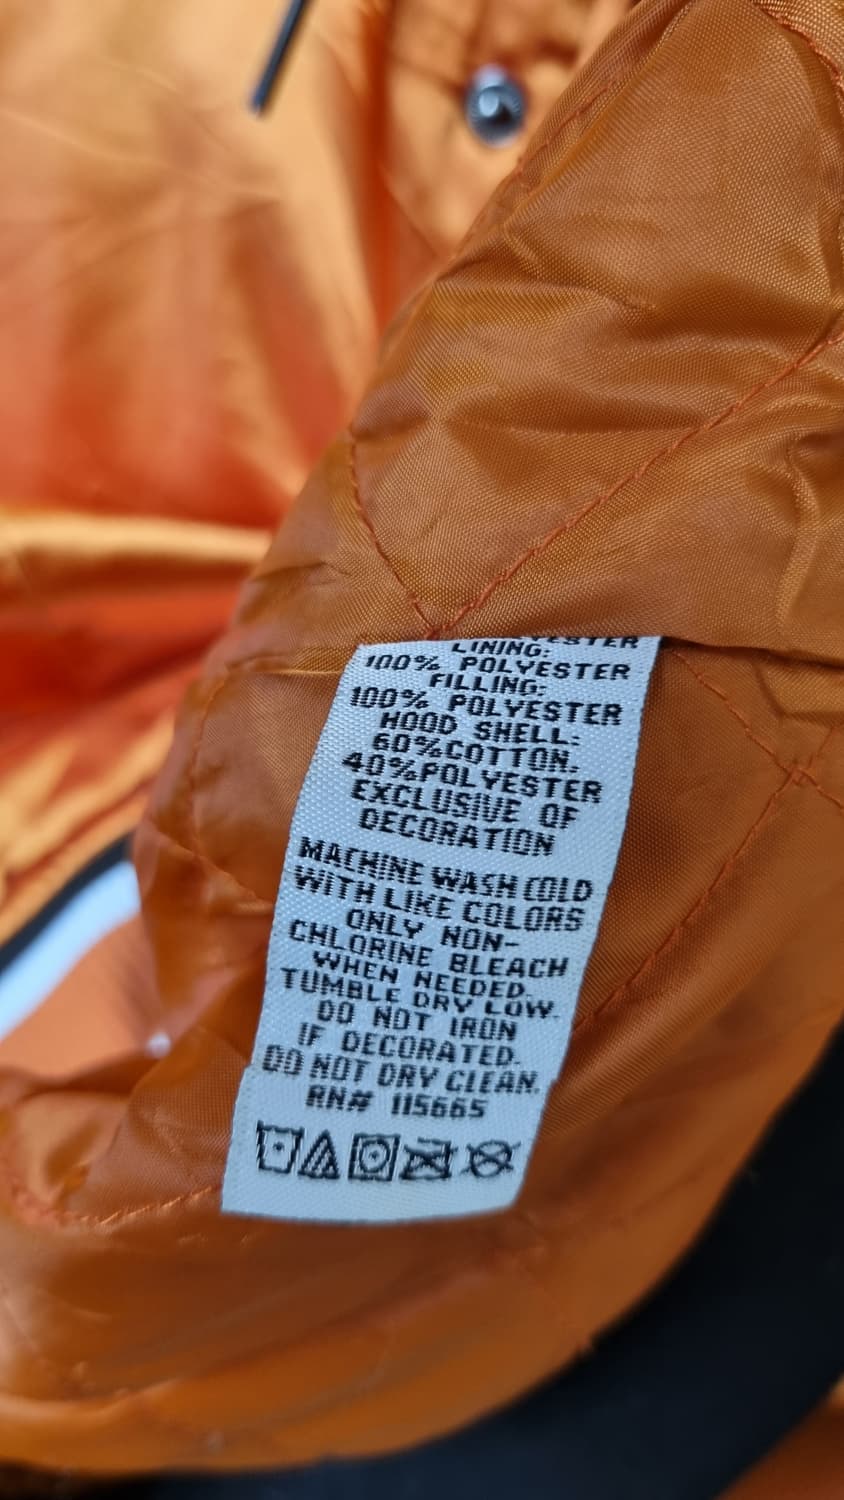 LINING:
100% POLYESTER
FILLING:
100% POLYESTER
HOOD SHELL:
60%COTTON,
40%POLYESTER
EXCLUSIVE OF
DECORATION
MACHINE WASH COLD
WITH LIKE COLORS
ONLY NON-
CHLORINE BLEACH
WHEN NEEDED.
TUMBLE DRY LOW.
DO NOT IRON
IF DECORATED.
DO NOT DRY CLEAN.
RN# 115665